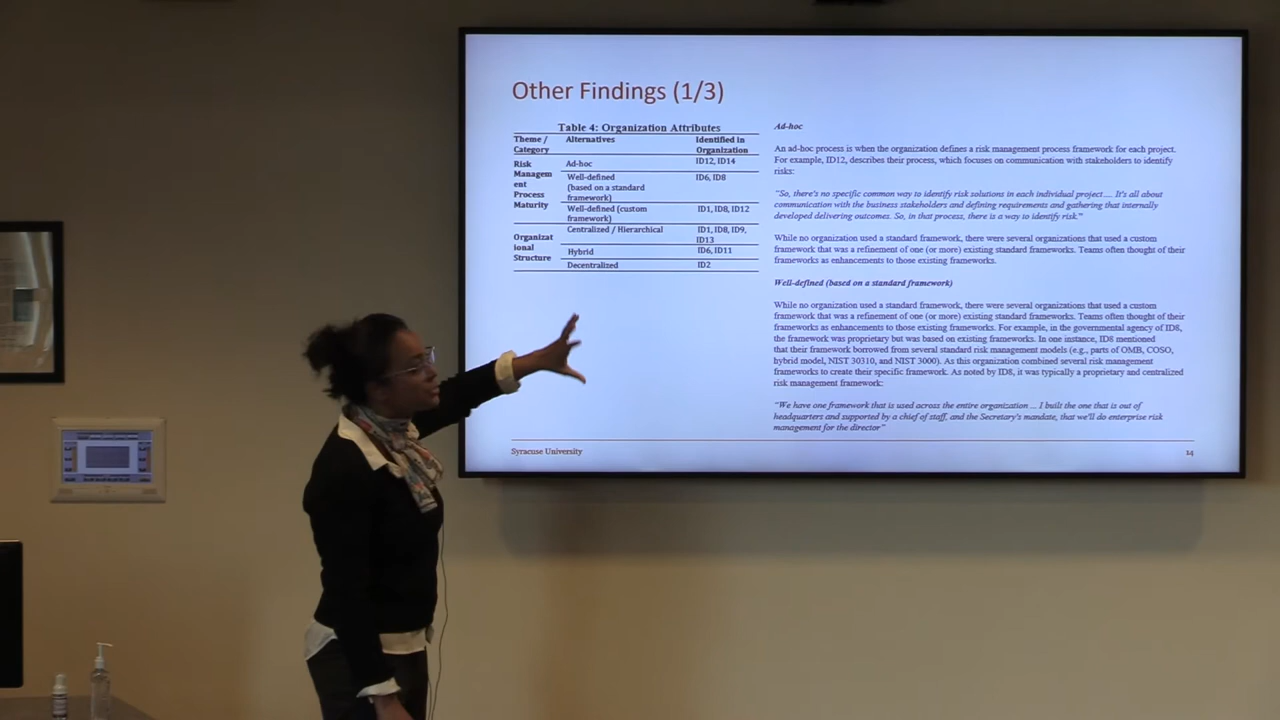 Other Findings (1/3)
Table 4: Organization Attributes
Theme / Category Alternatives Identified in Organization
Risk Managem ent Process Maturity
Ad-hoc ID12, ID14
Well-defined (based on a standard framework) ID6, ID8
Well-defined (custom framework) ID1, ID8, ID12
Organizat ional Structure
Centralized / Hierarchical ID1, ID8, ID9, ID13
Hybrid ID6, ID11
Decentralized ID2
Ad-hoc
An ad-hoc process is when the organization defines a risk management process framework for each project.
For example, ID12, describes their process, which focuses on communication with stakeholders to identify
risks:
"So, there's no specific common way to identify risk solutions in each individual project.... It's all about
communication with the business stakeholders and defining requirements and gathering that internally
developed delivering outcomes. So, in that process, there is a way to identify risk."
While no organization used a standard framework, there were several organizations that used a custom
framework that was a refinement of one (or more) existing standard frameworks. Teams often thought of their
frameworks as enhancements to those existing frameworks.
Well-defined (based on a standard framework)
While no organization used a standard framework, there were several organizations that used a custom
framework that was a refinement of one (or more) existing standard frameworks. Teams often thought of their
frameworks as enhancements to those existing frameworks. For example, in the governmental agency of ID8,
the framework was proprietary but was based on existing frameworks. In one instance, ID8 mentioned
that their framework borrowed from several standard risk management models (e.g., parts of OMB, COSO,
hybrid model, NIST 30310, and NIST 3000). As this organization combined several risk management
frameworks to create their specific framework. As noted by ID8, it was typically a proprietary and centralized
risk management framework:
"We have one framework that is used across the entire organization ... I built the one that is out of
headquarters and supported by a chief of staff, and the Secretary's mandate, that we'll do enterprise risk
management for the director"
Syracuse University
14